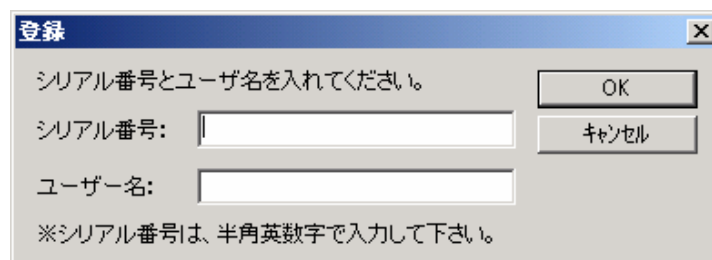 登録
シリアル番号とユーザ名を入れてください。
OK
シリアル番号:
キャンセル
ユーザー名:
※シリアル番号は、半角英数字で入力して下さい。